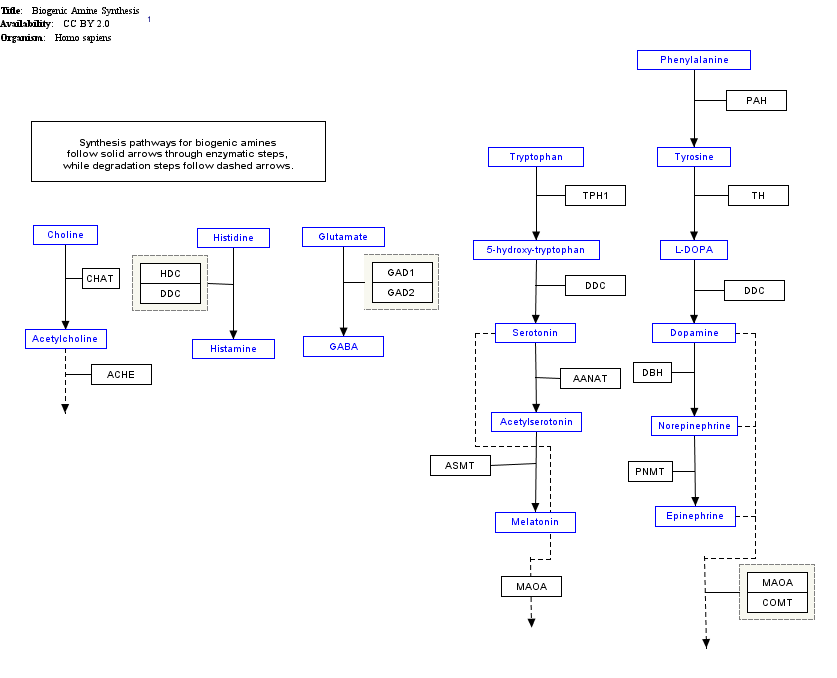 Title: Biogenic Amine Synthesis
Availability: CC BY 2.0
1
Organism: Homo sapiens
Phenylalanine
PAH
Synthesis pathways for biogenic amines
follow solid arrows through enzymatic steps,
while degradation steps follow dashed arrows.
Tryptophan
Tyrosine
TPH1
TH
Choline
Histidine
Glutamate
5-hydroxy-tryptophan
L-DOPA
CHAT
HDC
DDC
GAD1
GAD2
DDC
DDC
Acetylcholine
Histamine
GABA
Serotonin
Dopamine
ACHE
AANAT
DBH
Acetylserotonin
Norepinephrine
ASMT
PNMT
Melatonin
Epinephrine
MAOA
MAOA
COMT